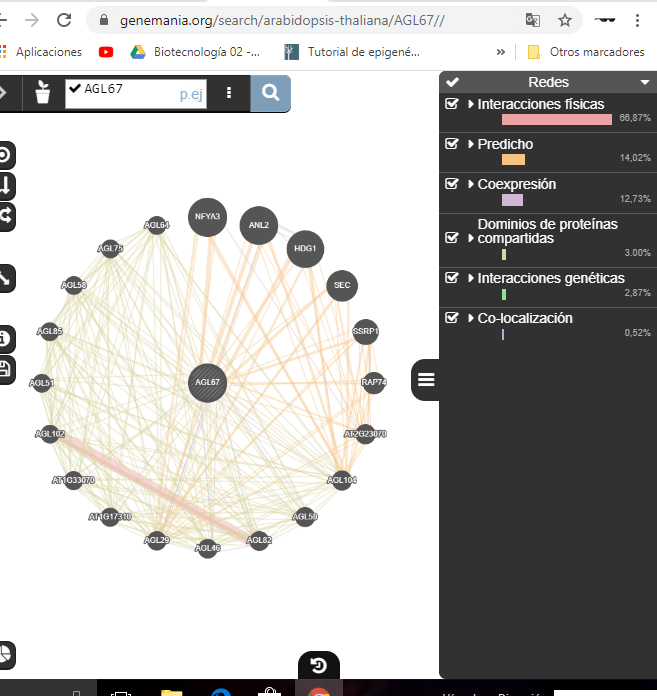 genemania.org/search/arabidopsis-thaliana/AGL67//
Aplicaciones
YouTube
Biotecnología 02 -...
Tutorial de epigené...
»
Otros marcadores
AGL67
p.ej
Redes
Interacciones físicas
66,87%
Predicho
14,02%
Coexpresión
12,73%
Dominios de proteínas
compartidas
3.00%
Interacciones genéticas
2,87%
Co-localización
0,52%
NFYA3
ANL2
HDG1
SEC
SSRP1
RAP74
AT2G23070
AGL104
AGL59
AGL82
AGL46
AGL29
AT1G17310
AT1G33070
AGL102
AGL51
AGL85
AGL58
AGL75
AGL64
AGL67